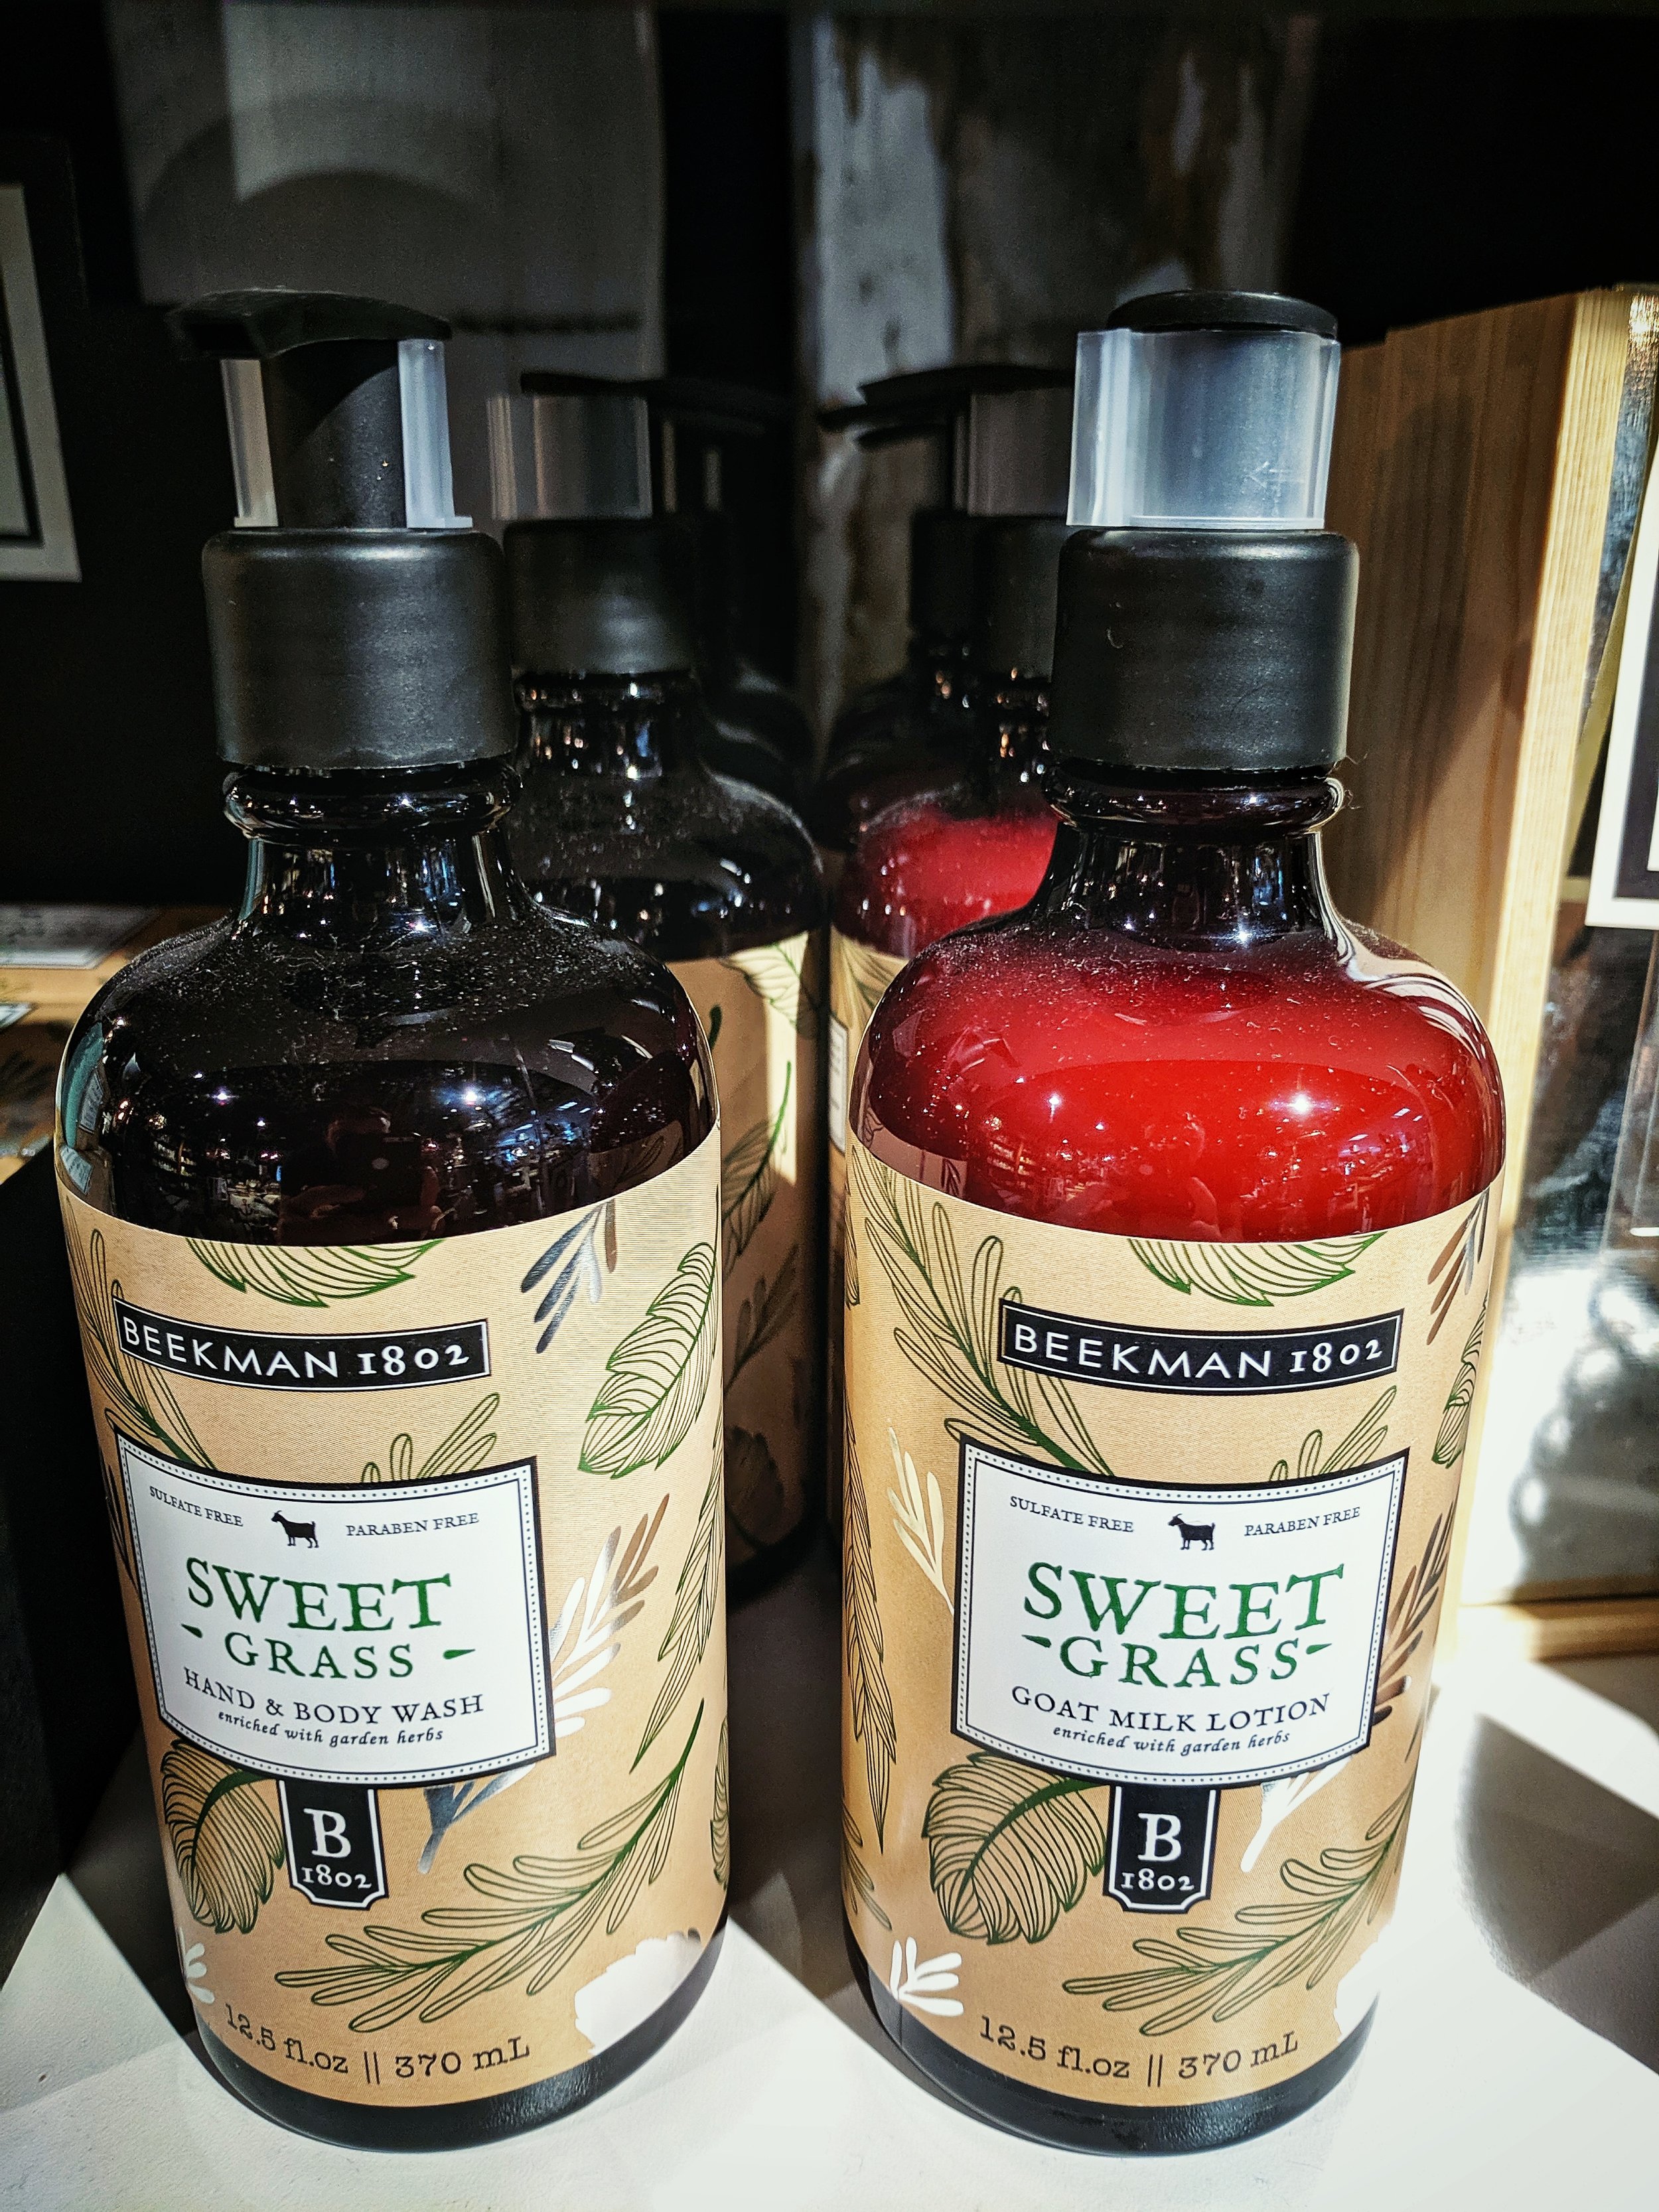 BEEKMAN 1802
SULFATE FREE PARABEN FREE
SWEET
GRASS
HAND & BODY WASH
enriched with garden herbs
B
1802
12.5 fl.oz || 370 mL
BEEKMAN 1802
SULFATE FREE PARABEN FREE
SWEET
-GRASS-
GOAT MILK LOTION
enriched with garden herbs
B
1802
12.5 fl.oz || 370 mL